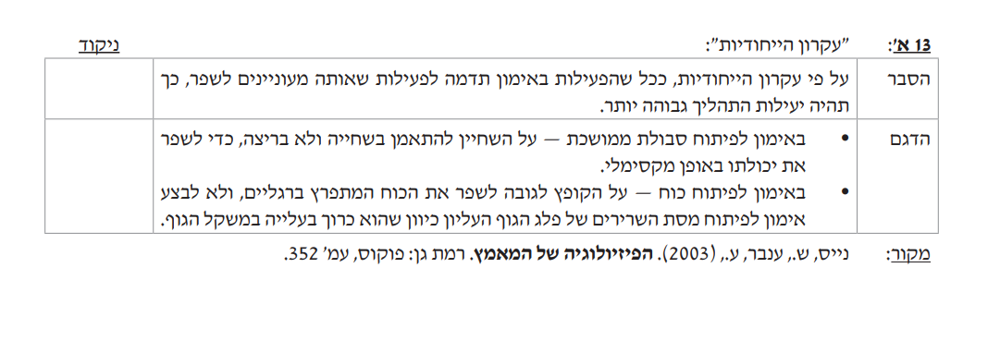 13 א': "עקרון הייחודיות": ניקוד
הסבר על פי עקרון הייחודיות, ככל שהפעילות באימון תדמה לפעילות שאותה מעוניינים לשפר, כך
תהיה יעילות התהליך גבוהה יותר.
הדגם • באימון לפיתוח סבולת ממושכת — על השחיין להתאמן בשחייה ולא בריצה, כדי לשפר
את יכולתו באופן מקסימלי.
• באימון לפיתוח כוח — על הקופץ לגובה לשפר את הכוח המתפרץ ברגליים, ולא לבצע
אימון לפיתוח מסת השרירים של פלג הגוף העליון כיוון שהוא כרוך בעלייה במשקל הגוף.
מקור: נייס, ש., ענבר, ע., (2003). הפיזיולוגיה של המאמץ. רמת גן: פוקוס, עמ' 352.